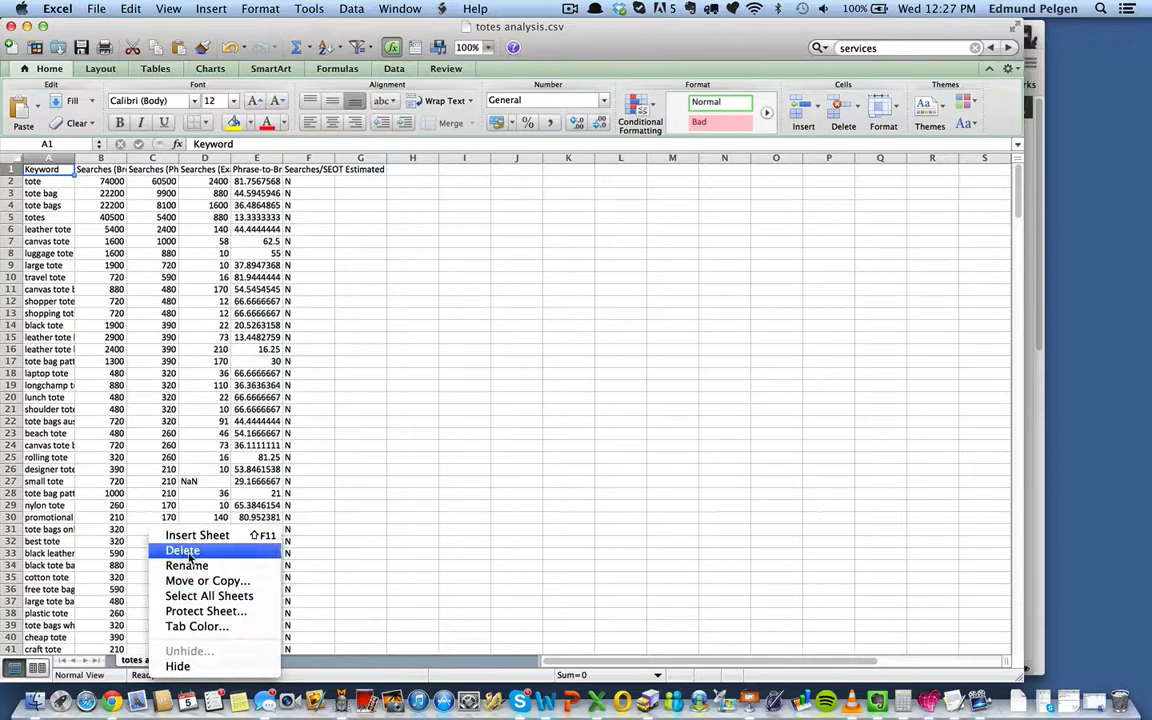 Excel File Edit View Insert Format Tools Data Window Help 5 100% Wed 12:27 PM Edmund Pelgen
totes analysis.csv
100% services
Home Layout Tables Charts SmartArt Formulas Data Review
Edit Font Alignment Number Format Cells Themes
Fill Calibri (Body) 12 abc Wrap Text General Normal
Paste Clear B I U A Merge % Conditional Formatting Bad Insert Delete Format Themes Aa
A1 fx Keyword
A B C D E F G H I J K L M N O P Q R S
1 Keyword Searches (Br Searches (Ph Searches (Ex Phrase-to-Br Searches/SEOT Estimated
2 tote 74000 60500 2400 81.7567568 N
3 tote bag 22200 9900 880 44.5945946 N
4 tote bags 22200 8100 1600 36.4864865 N
5 totes 40500 5400 880 13.3333333 N
6 leather tote 5400 2400 140 44.4444444 N
7 canvas tote 1600 1000 58 62.5 N
8 luggage tote 1600 880 10 55 N
9 large tote 1900 720 10 37.8947368 N
10 travel tote 720 590 16 81.9444444 N
11 canvas tote b 880 480 170 54.5454545 N
12 shopper tote 720 480 12 66.6666667 N
13 shopping tot 720 480 12 66.6666667 N
14 black tote 1900 390 22 20.5263158 N
15 leather tote 2900 390 73 13.4482759 N
16 leather tote 2400 390 210 16.25 N
17 tote bag patt 1300 390 170 30 N
18 laptop tote 480 320 36 66.6666667 N
19 longchamp t 880 320 110 36.3636364 N
20 lunch tote 480 320 22 66.6666667 N
21 shoulder tote 480 320 10 66.6666667 N
22 tote bags aus 720 320 91 44.4444444 N
23 beach tote 480 260 46 54.1666667 N
24 canvas tote b 720 260 73 36.1111111 N
25 rolling tote 320 260 16 81.25 N
26 designer tote 390 210 10 53.8461538 N
27 small tote 720 210 NaN 29.1666667 N
28 tote bag patt 1000 210 36 21 N
29 nylon tote 260 170 10 65.3846154 N
30 promotional 210 170 140 80.952381 N
31 tote bags onl 320 N
32 best tote 320 N
33 black leather 590 N
34 black tote ba 880 N
35 cotton tote 320 N
36 free tote bag 590 N
37 large tote ba 480 N
38 plastic tote 260 N
39 tote bags wh 320 N
40 cheap tote 390 N
41 craft tote 210 N
Insert Sheet ⇧F11
Delete
Rename
Move or Copy...
Select All Sheets
Protect Sheet...
Tab Color...
Unhide...
Hide
totes a
Normal View Rea Sum=0